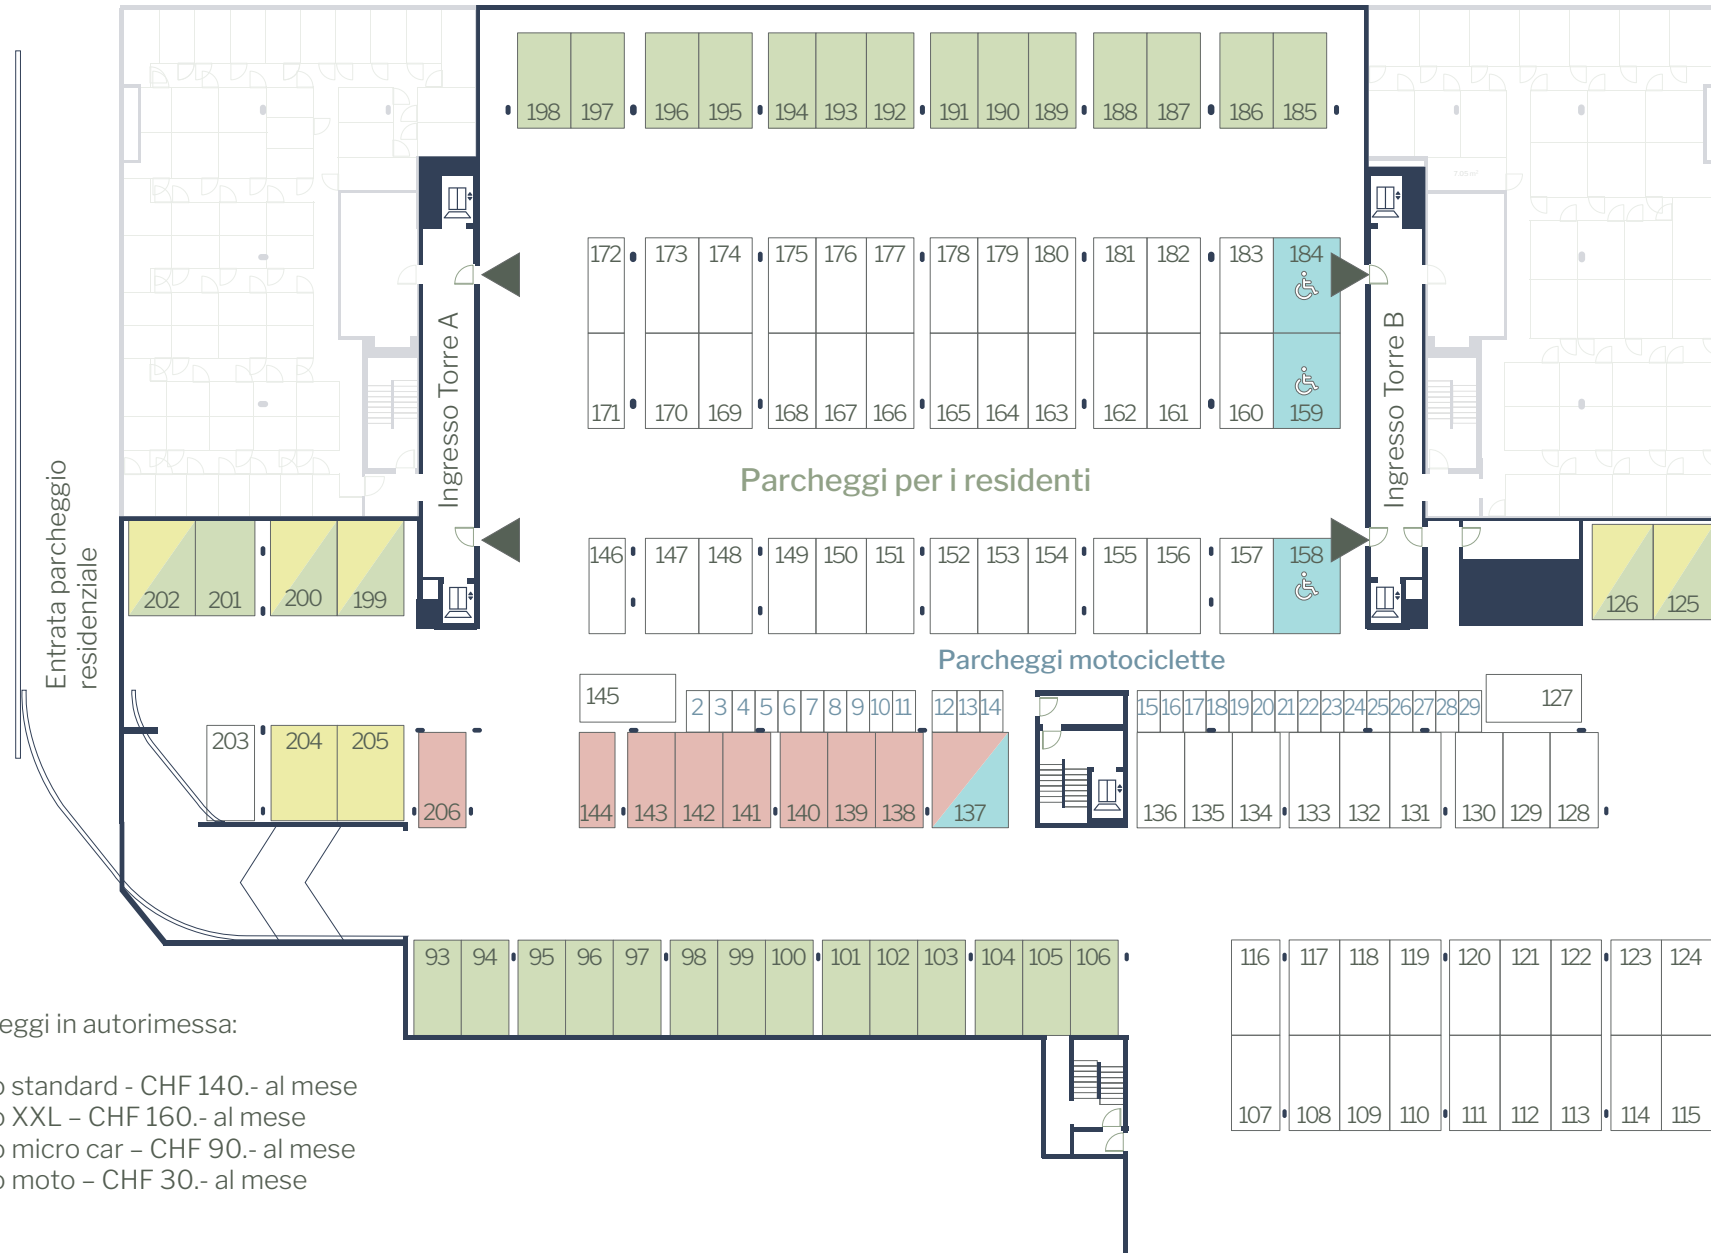 198 197 196 195 194 193 192 191 190 189 188 187 186 185
7.65 m²
172 173 174 175 176 177 178 179 180 181 182 183 184
Ingresso Torre A
Ingresso Torre B
171 170 169 168 167 166 165 164 163 162 161 160 159
Parcheggi per i residenti
Entrata parcheggio
residenziale
146 147 148 149 150 151 152 153 154 155 156 157 158
202 201 200 199 126 125
Parcheggi motociclette
145 2 3 4 5 6 7 8 9 10 11 12 13 14 15 16 17 18 19 20 21 22 23 24 25 26 27 28 29 127
203 204 205
206 144 143 142 141 140 139 138 137 136 135 134 133 132 131 130 129 128
93 94 95 96 97 98 99 100 101 102 103 104 105 106 116 117 118 119 120 121 122 123 124
eggi in autorimessa:
o standard - CHF 140.- al mese
o XXL – CHF 160.- al mese
o micro car – CHF 90.- al mese
o moto – CHF 30.- al mese
107 108 109 110 111 112 113 114 115